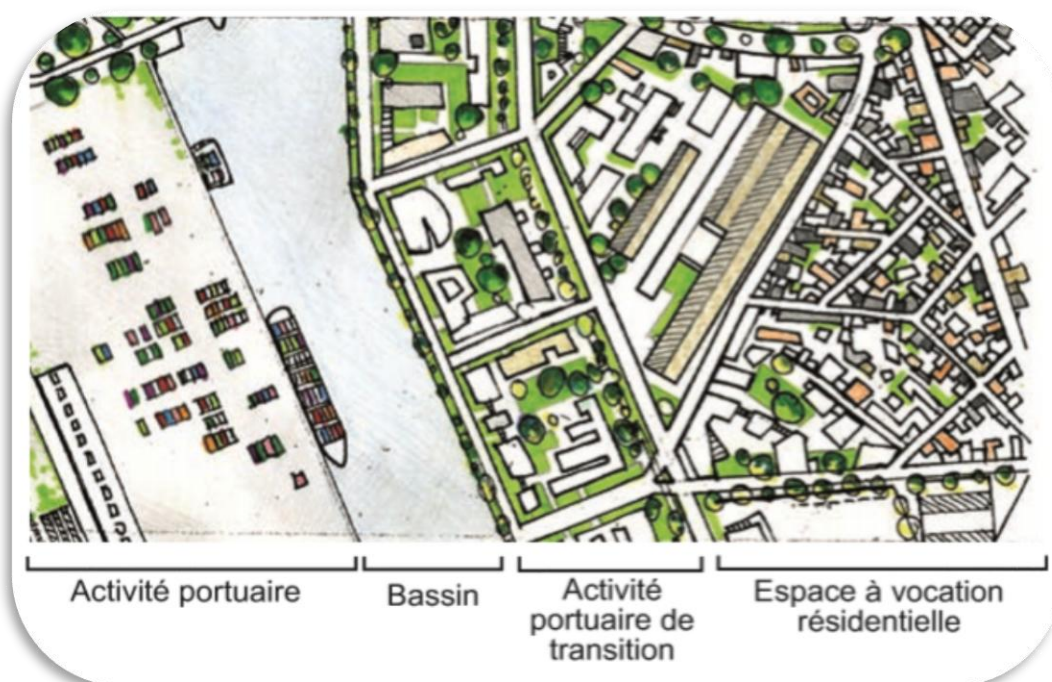 Activité portuaire
Bassin
Activité
portuaire de
transition
Espace à vocation
résidentielle